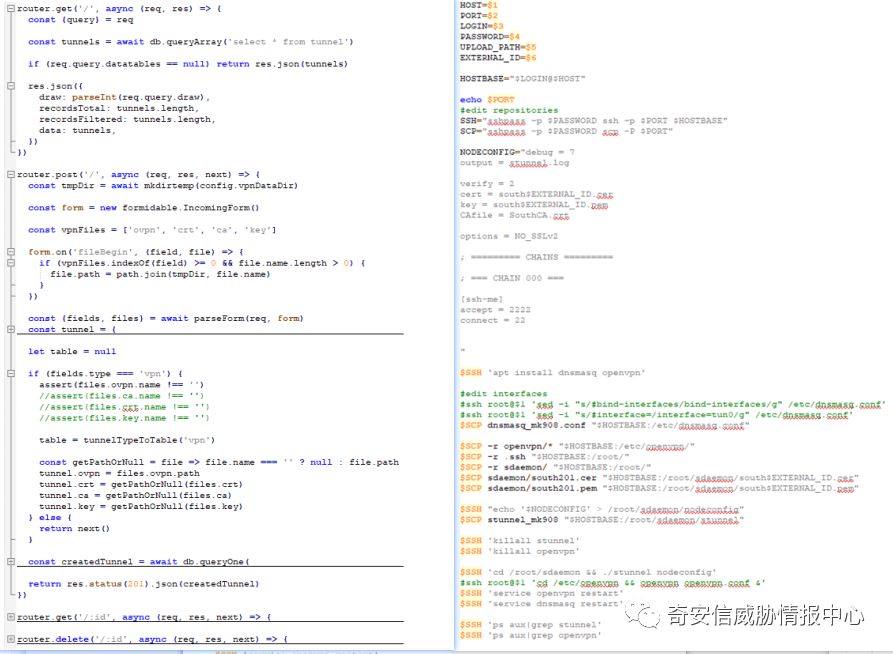 router.get('/', async (req, res) => {
const {query} = req
const tunnels = await db.queryArray('select * from tunnel')
if (req.query.datatables == null) return res.json(tunnels)
res.json({
draw: parseInt(req.query.draw),
recordsTotal: tunnels.length,
recordsFiltered: tunnels.length,
data: tunnels,
})
})
router.post('/', async (req, res, next) => {
const tmpDir = await mkdirtemp(config.vpnDataDir)
const form = new formidable.IncomingForm()
const vpnFiles = ['ovpn', 'crt', 'ca', 'key']
form.on('fileBegin', (field, file) => {
if (vpnFiles.indexOf(field) >= 0 && file.name.length > 0) {
file.path = path.join(tmpDir, file.name)
}
})
const {fields, files} = await parseForm(req, form)
const tunnel = {
let table = null
if (fields.type === 'vpn') {
assert(files.ovpn.name !== '')
//assert(files.ca.name !== '')
//assert(files.crt.name !== '')
//assert(files.key.name !== '')
table = tunnelTypeToTable('vpn')
const getPathOrNull = file => file.name === '' ? null : file.path
tunnel.ovpn = files.ovpn.path
tunnel.crt = getPathOrNull(files.crt)
tunnel.ca = getPathOrNull(files.ca)
tunnel.key = getPathOrNull(files.key)
} else {
return next()
}
const createdTunnel = await db.queryOne(
return res.status(201).json(createdTunnel)
})
router.get('/:id', async (req, res, next) => {
router.delete('/:id', async (req, res, next) => {
HOST=$1
PORT=$2
LOGIN=$3
PASSWORD=$4
UPLOAD_PATH=$5
EXTERNAL_ID=$6
HOSTBASE="$LOGIN@$HOST"
echo $PORT
#edit repositories
SSH="sshpass -p $PASSWORD ssh -p $PORT $HOSTBASE"
SCP="sshpass -p $PASSWORD scp -P $PORT"
NODECONFIG="debug = 7
output = stunnel.log
verify = 2
cert = south$EXTERNAL_ID.cer
key = south$EXTERNAL_ID.pem
CAfile = SouthCA.crt
options = NO_SSLv2
; ========= CHAINS =========
; === CHAIN 000 ===
[ssh-me]
accept = 2222
connect = 22
"
$SSH 'apt install dnsmasq openvpn'
#edit interfaces
#ssh root@$1 'sed -i "s/#bind-interfaces/bind-interfaces/g" /etc/dnsmasq.conf'
#ssh root@$1 'sed -i "s/#interface=/interface=tun0/g" /etc/dnsmasq.conf'
$SCP dnsmasq_mk908.conf "$HOSTBASE:/etc/dnsmasq.conf"
$SCP -r openvpn/* "$HOSTBASE:/etc/openvpn/"
$SCP -r .ssh "$HOSTBASE:/root/"
$SCP -r sdaemon/ "$HOSTBASE:/root/"
$SCP sdaemon/south201.cer "$HOSTBASE:/root/sdaemon/south$EXTERNAL_ID.cer"
$SCP sdaemon/south201.pem "$HOSTBASE:/root/sdaemon/south$EXTERNAL_ID.pem"
$SSH "echo '$NODECONFIG' > /root/sdaemon/nodeconfig"
$SCP stunnel_mk908 "$HOSTBASE:/root/sdaemon/stunnel"
$SSH 'killall stunnel'
$SSH 'killall openvpn'
$SSH 'cd /root/sdaemon && ./stunnel nodeconfig'
#ssh root@$1 'cd /etc/openvpn && openvpn openvpn.conf &'
$SSH 'service openvpn restart'
$SSH 'service dnsmasq restart'
$SSH 'ps aux|grep stunnel'
$SSH 'ps aux|grep openvpn'
奇安信威胁情报中心